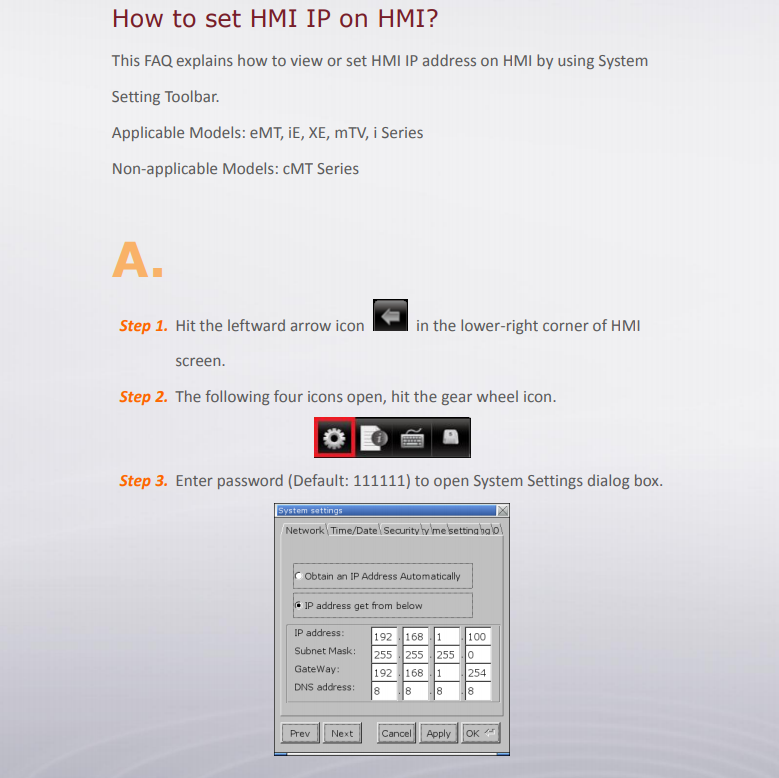 How to set HMI IP on HMI?
This FAQ explains how to view or set HMI IP address on HMI by using System
Setting Toolbar.
Applicable Models: eMT, iE, XE, mTV, i Series
Non-applicable Models: cMT Series
A.
Step 1. Hit the leftward arrow icon in the lower-right corner of HMI
screen.
Step 2. The following four icons open, hit the gear wheel icon.
Step 3. Enter password (Default: 111111) to open System Settings dialog box.
System settings
Network Time/Date Security
Obtain an IP Address Automatically
IP address get from below
IP address: 192 . 168 . 1 . 100
Subnet Mask: 255 . 255 . 255 . 0
GateWay: 192 . 168 . 1 . 254
DNS address: 8 . 8 . 8 . 8
Prev Next Cancel Apply OK